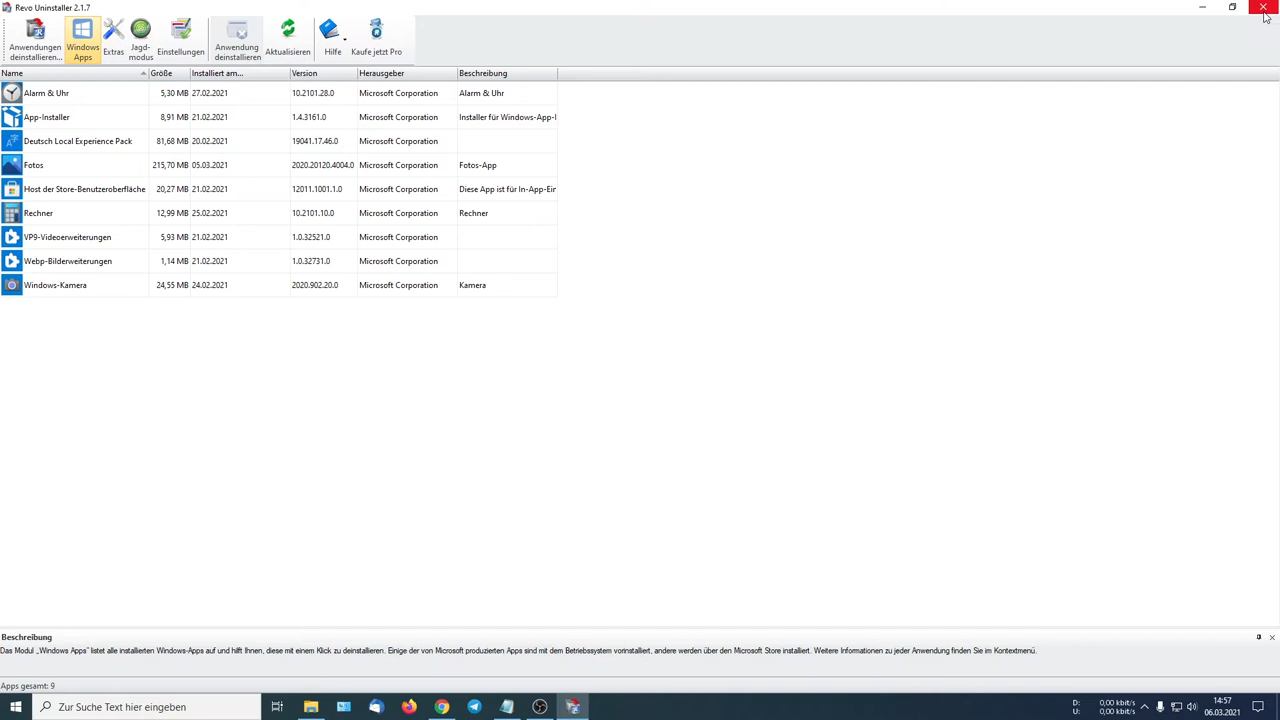 Revo Uninstaller 2.1.7
Anwendungen deinstallieren...
Windows Apps
Extras
Jagd-modus
Einstellungen
Anwendung deinstallieren
Aktualisieren
Hilfe
Kaufe jetzt Pro
Name Größe Installiert am... Version Herausgeber Beschreibung
Alarm & Uhr 5,30 MB 27.02.2021 10.2101.28.0 Microsoft Corporation Alarm & Uhr
App-Installer 8,91 MB 21.02.2021 1.4.3161.0 Microsoft Corporation Installer für Windows-App-I
Deutsch Local Experience Pack 81,68 MB 20.02.2021 19041.17.46.0 Microsoft Corporation
Fotos 215,70 MB 05.03.2021 2020.20120.4004.0 Microsoft Corporation Fotos-App
Host der Store-Benutzeroberfläche 20,27 MB 21.02.2021 12011.1001.1.0 Microsoft Corporation Diese App ist für In-App-Ein
Rechner 12,99 MB 25.02.2021 10.2101.10.0 Microsoft Corporation Rechner
VP9-Videoerweiterungen 5,93 MB 21.02.2021 1.0.32521.0 Microsoft Corporation
Webp-Bilderweiterungen 1,14 MB 21.02.2021 1.0.32731.0 Microsoft Corporation
Windows-Kamera 24,55 MB 24.02.2021 2020.902.20.0 Microsoft Corporation Kamera
Beschreibung
Das Modul „Windows Apps" listet alle installierten Windows-Apps auf und hilft Ihnen, diese mit einem Klick zu deinstallieren. Einige der von Microsoft produzierten Apps sind mit dem Betriebssystem vorinstalliert, andere werden über den Microsoft Store installiert. Weitere Informationen zu jeder Anwendung finden Sie im Kontextmenü.
Apps gesamt: 9
Zur Suche Text hier eingeben
D: 0,00 kbit/s
U: 0,00 kbit/s
14:57
06.03.2021